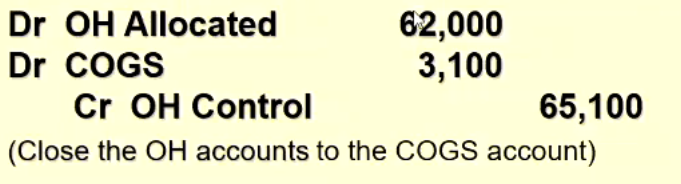 Dr OH Allocated 62,000
Dr COGS 3,100
Cr OH Control 65,100
(Close the OH accounts to the COGS account)